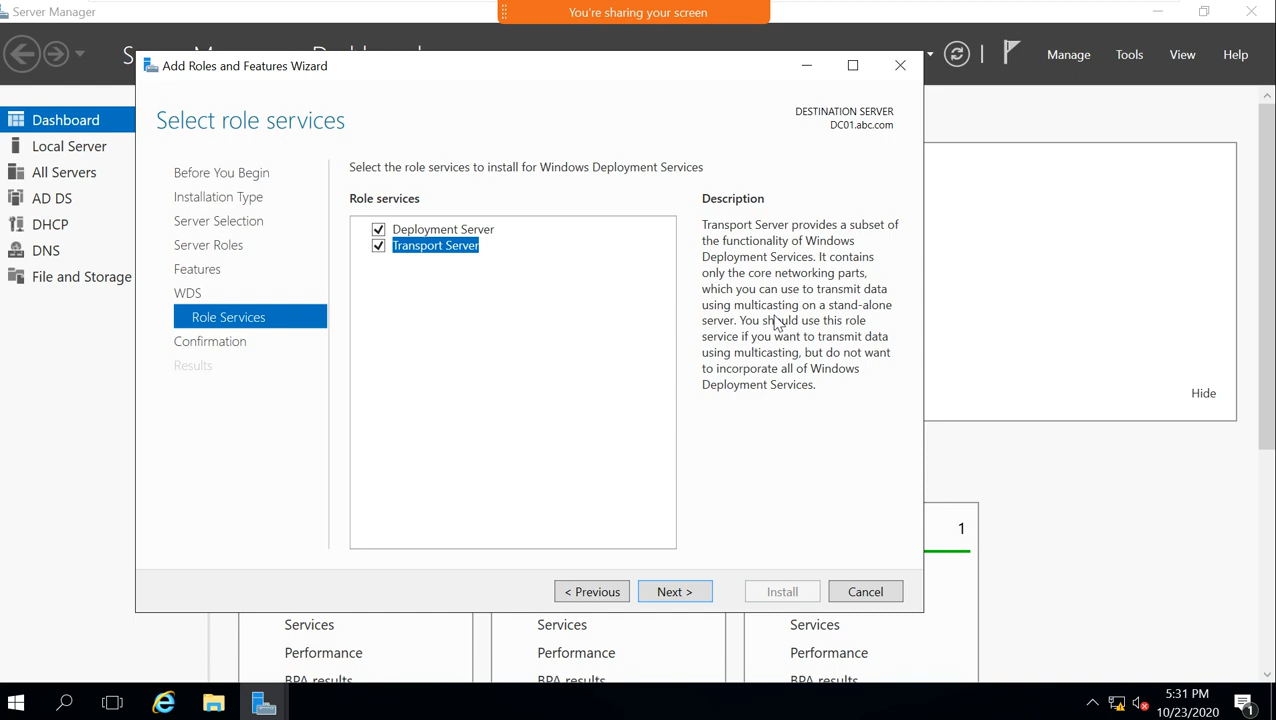 Server Manager
You're sharing your screen
Manage
Tools
View
Help
Add Roles and Features Wizard
Select role services
DESTINATION SERVER
DC01.abc.com
Dashboard
Local Server
All Servers
AD DS
DHCP
DNS
File and Storage
Before You Begin
Installation Type
Server Selection
Server Roles
Features
WDS
Role Services
Confirmation
Results
Select the role services to install for Windows Deployment Services
Role services
Deployment Server
Transport Server
Description
Transport Server provides a subset
of the functionality of Windows
Deployment Services. It contains
only the core networking parts,
which you can use to transmit data
using multicasting on a stand-alone
server. You should use this role
service if you want to transmit data
using multicasting, but do not want
to incorporate all of Windows
Deployment Services.
Hide
1
< Previous
Next >
Install
Cancel
Services
Services
Services
Performance
Performance
Performance
BPA results
BPA results
BPA results
5:31 PM
10/23/2020
1